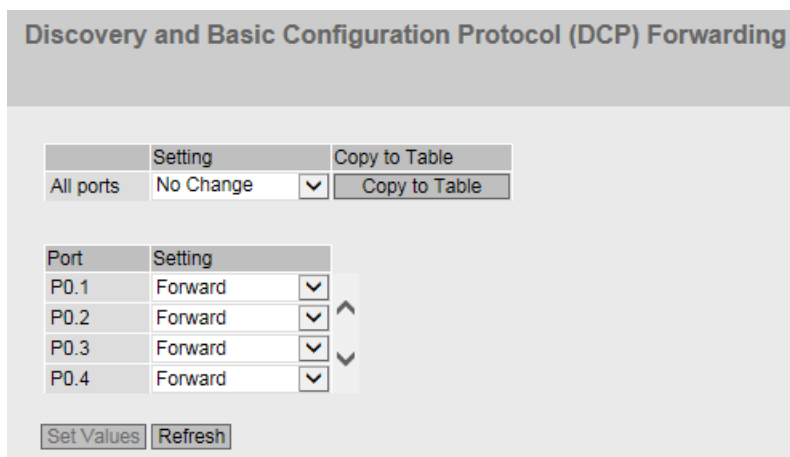 Discovery and Basic Configuration Protocol (DCP) Forwarding
Setting Copy to Table
All ports No Change Copy to Table
Port Setting
P0.1 Forward
P0.2 Forward
P0.3 Forward
P0.4 Forward
Set Values Refresh